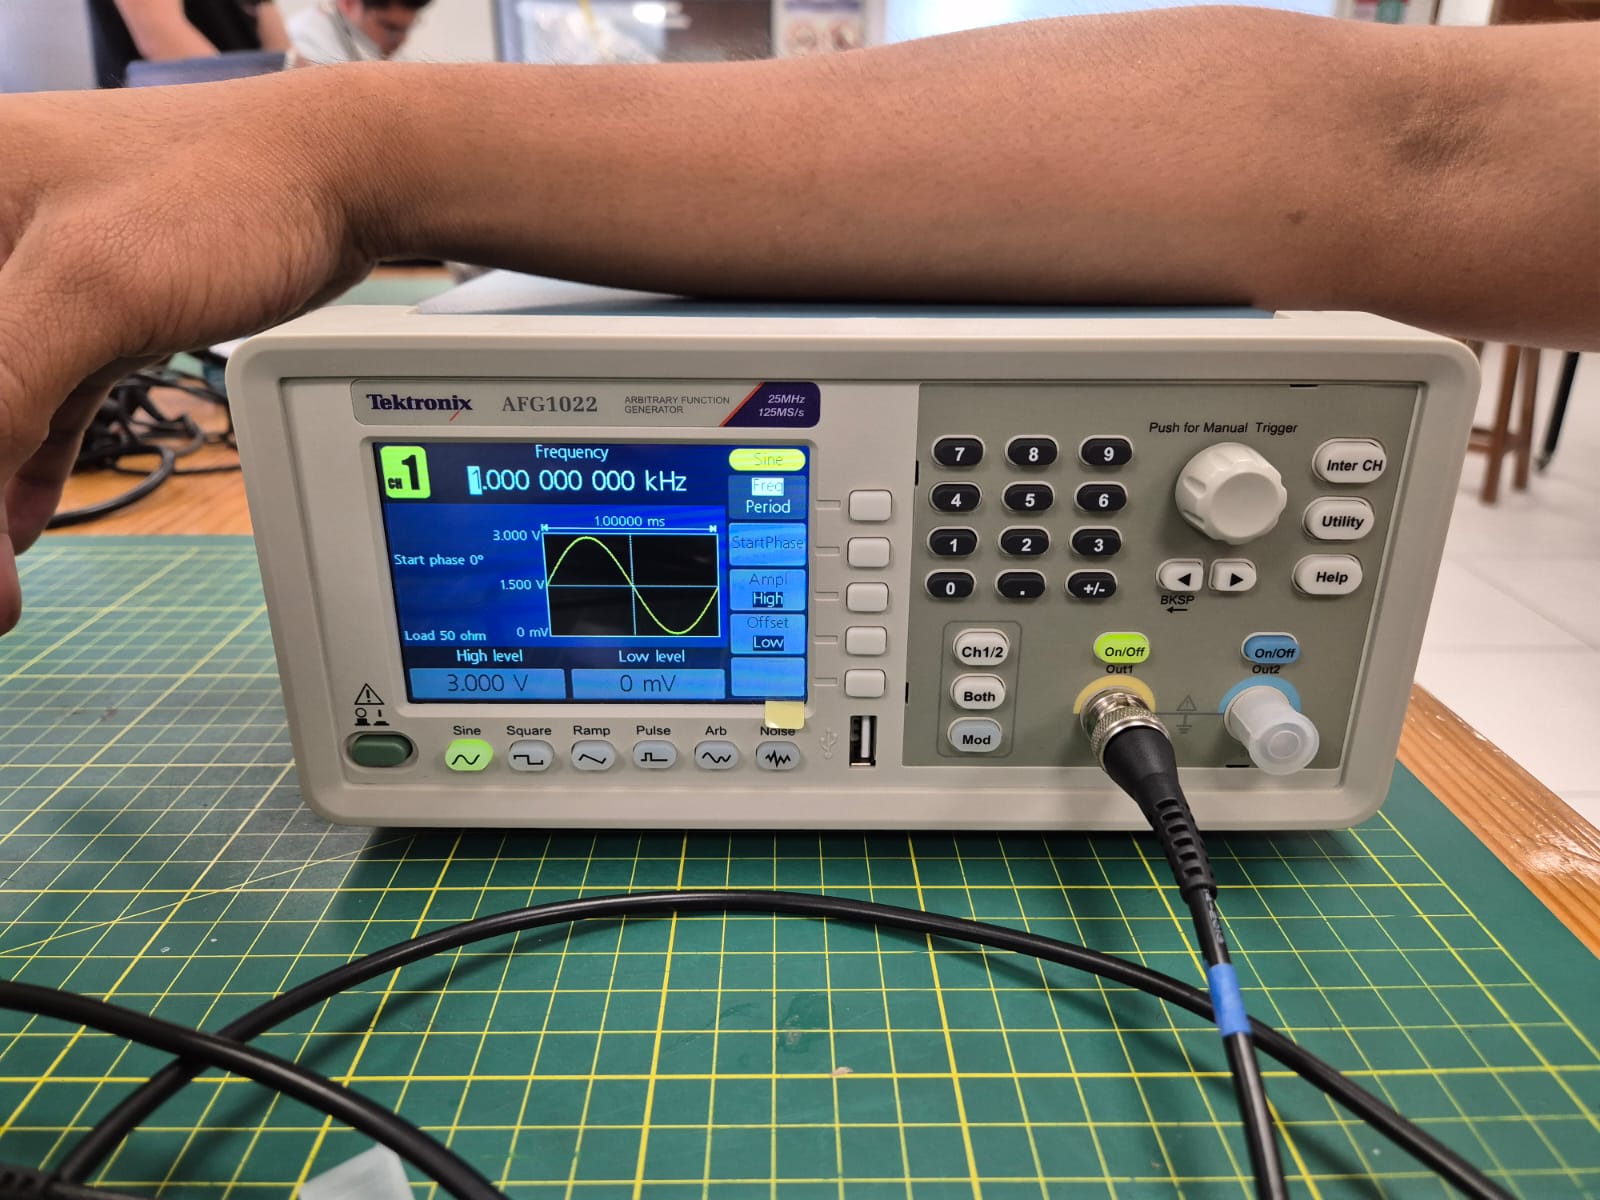 Tektronix AFG1022 ARBITRARY FUNCTION GENERATOR 25MHz 125MS/s
CH 1
Frequency
1.000 000 000 kHz
Sine
Freq
Period
StartPhase
Ampl
High
Offset
Low
1.00000 ms
3.000 V
Start phase 0°
1.500 V
Load 50 ohm
0 mV
High level Low level
3.000 V 0 mV
Sine Square Ramp Pulse Arb Noise
7 8 9
4 5 6
1 2 3
0 . +/-
Push for Manual Trigger
Inter CH
Utility
Help
BKSP
Ch1/2
Both
Mod
On/Off
Out1
On/Off
Out2